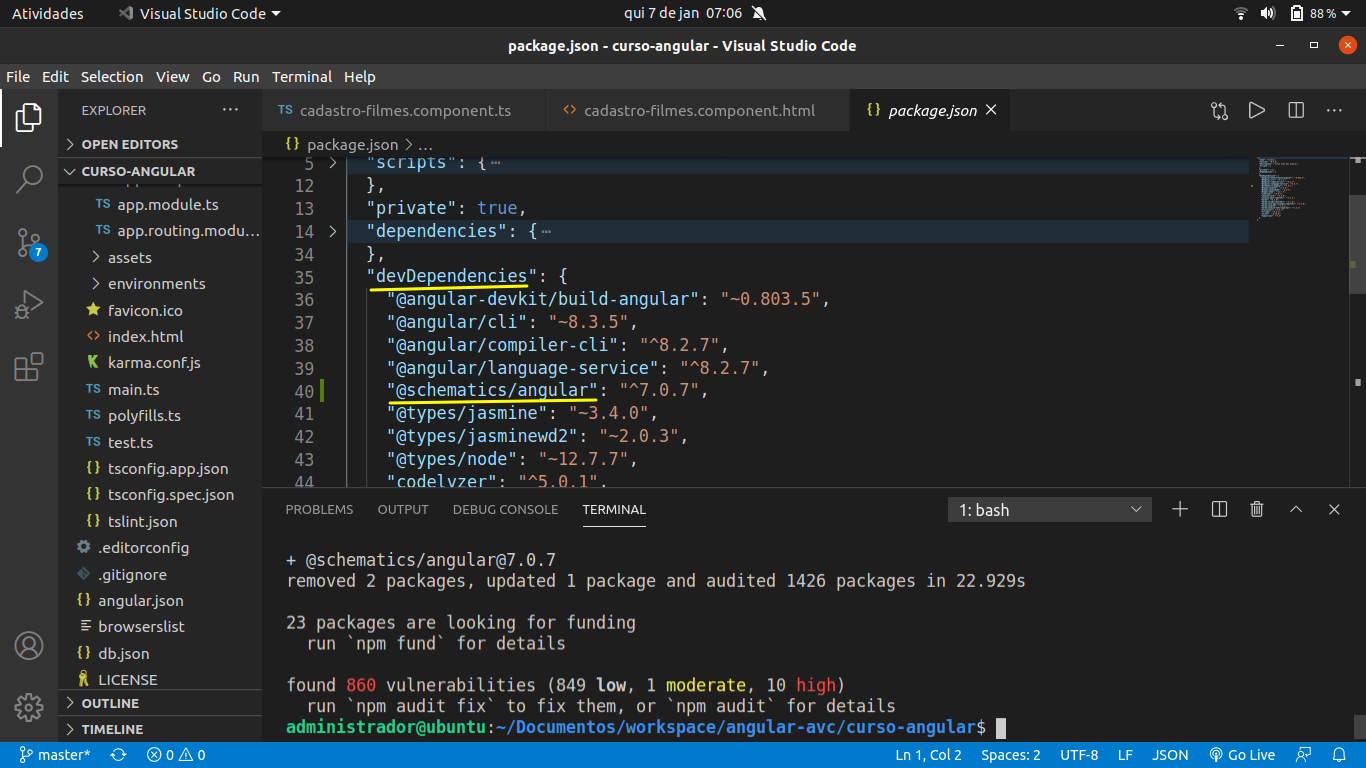 Atividades Visual Studio Code qui 7 de jan 07:06 88 %
package.json - curso-angular - Visual Studio Code
File Edit Selection View Go Run Terminal Help
EXPLORER ...
OPEN EDITORS
CURSO-ANGULAR
TS app.module.ts
TS app.routing.modu...
assets
environments
favicon.ico
index.html
karma.conf.js
TS main.ts
TS polyfills.ts
TS test.ts
{} tsconfig.app.json
{} tsconfig.spec.json
{} tslint.json
.editorconfig
.gitignore
{} angular.json
browserslist
{} db.json
LICENSE
OUTLINE
TIMELINE
7
TS cadastro-filmes.component.ts <> cadastro-filmes.component.html {} package.json
{} package.json > ...
5 "scripts": {...
12 },
13 "private": true,
14 "dependencies": {...
34 },
35 "devDependencies": {
36 "@angular-devkit/build-angular": "~0.803.5",
37 "@angular/cli": "~8.3.5",
38 "@angular/compiler-cli": "^8.2.7",
39 "@angular/language-service": "^8.2.7",
40 "@schematics/angular": "^7.0.7",
41 "@types/jasmine": "~3.4.0",
42 "@types/jasminewd2": "~2.0.3",
43 "@types/node": "~12.7.7",
44 "codelyzer": "^5.0.1",
PROBLEMS OUTPUT DEBUG CONSOLE TERMINAL 1: bash
+ @schematics/angular@7.0.7
removed 2 packages, updated 1 package and audited 1426 packages in 22.929s
23 packages are looking for funding
run `npm fund` for details
found 860 vulnerabilities (849 low, 1 moderate, 10 high)
run `npm audit fix` to fix them, or `npm audit` for details
administrador@ubuntu:~/Documentos/workspace/angular-avc/curso-angular$
master* 0 0 Ln 1, Col 2 Spaces: 2 UTF-8 LF JSON Go Live